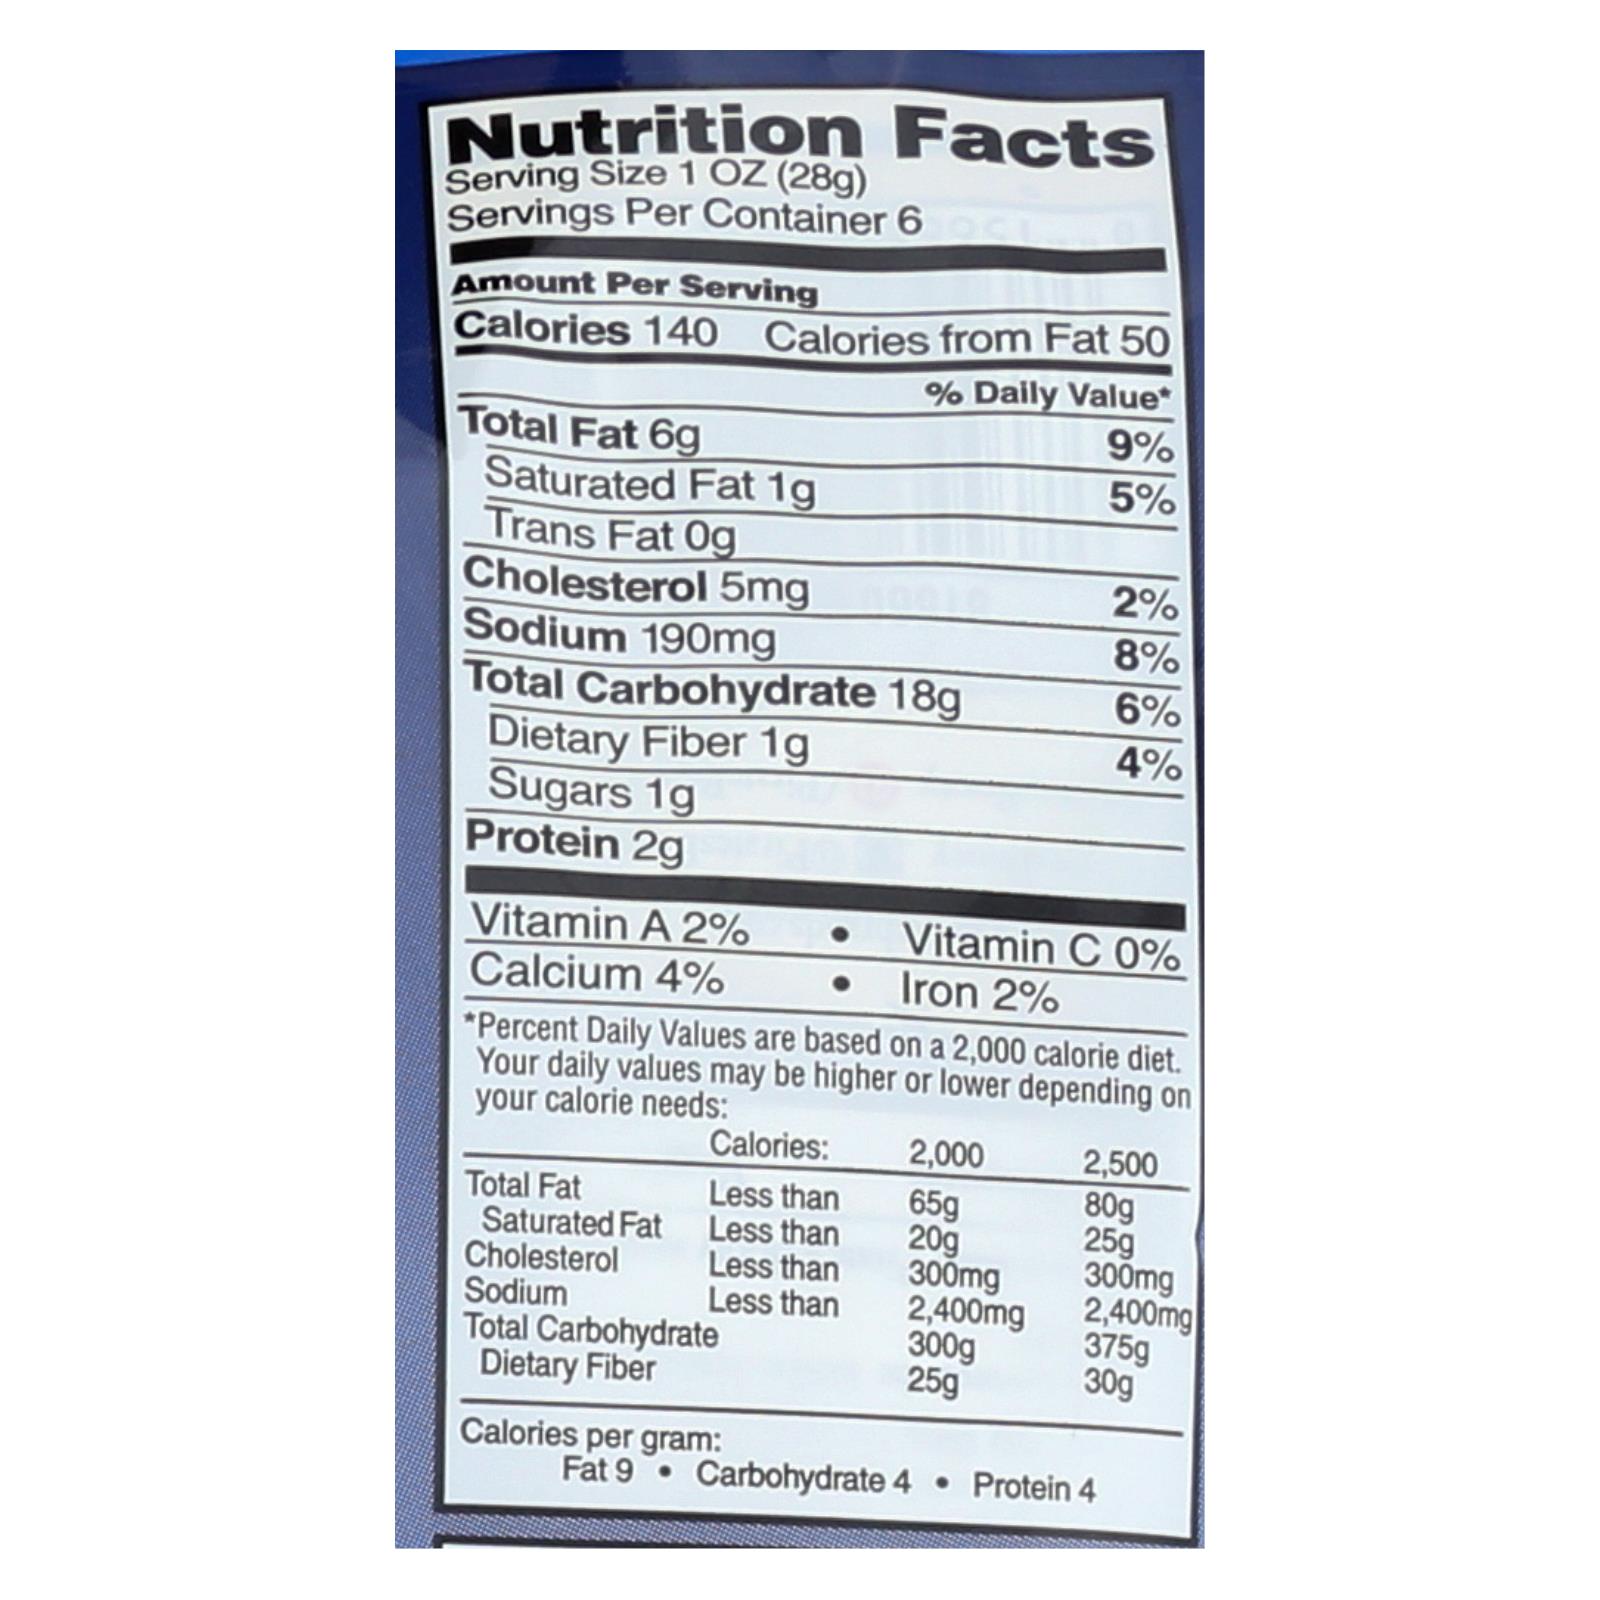 Nutrition Facts
Serving Size 1 OZ (28g)
Servings Per Container 6
Amount Per Serving
Calories 140 Calories from Fat 50
% Daily Value*
Total Fat 6g 9%
Saturated Fat 1g 5%
Trans Fat 0g
Cholesterol 5mg 2%
Sodium 190mg 8%
Total Carbohydrate 18g 6%
Dietary Fiber 1g 4%
Sugars 1g
Protein 2g
Vitamin A 2% • Vitamin C 0%
Calcium 4% • Iron 2%
*Percent Daily Values are based on a 2,000 calorie diet.
Your daily values may be higher or lower depending on
your calorie needs:
Calories: 2,000 2,500
Total Fat Less than 65g 80g
Saturated Fat Less than 20g 25g
Cholesterol Less than 300mg 300mg
Sodium Less than 2,400mg 2,400mg
Total Carbohydrate 300g 375g
Dietary Fiber 25g 30g
Calories per gram:
Fat 9 • Carbohydrate 4 • Protein 4